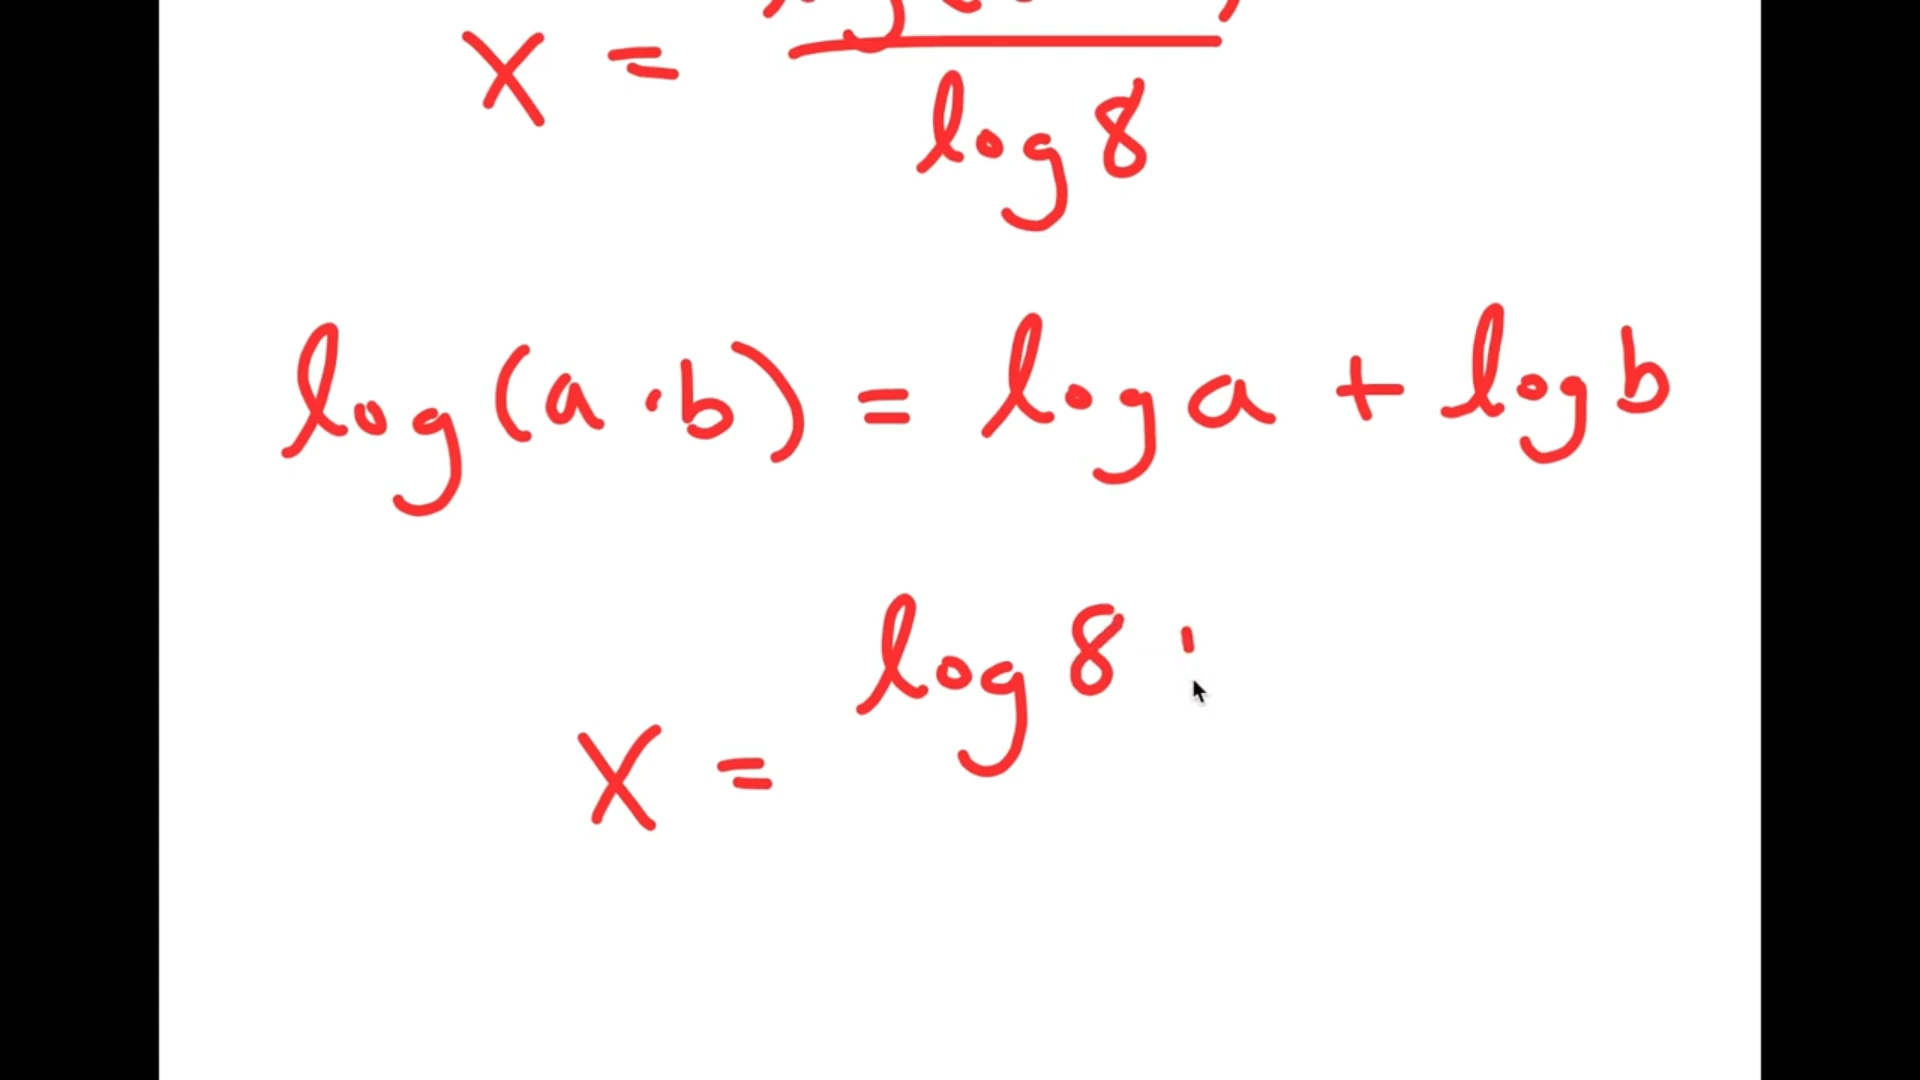 x =
log 8
log(a·b) = log a + log b
log 8
x =